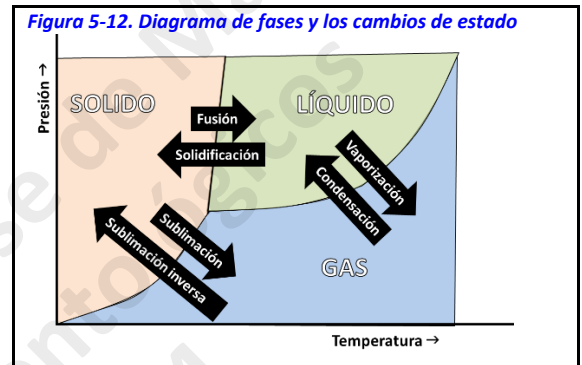 Figura 5-12. Diagrama de fases y los cambios de estado
Presión →
SOLIDO
LÍQUIDO
Fusión
Solidificación
Vaporización
Condensación
Sublimación
Sublimación inversa
GAS
Temperatura →